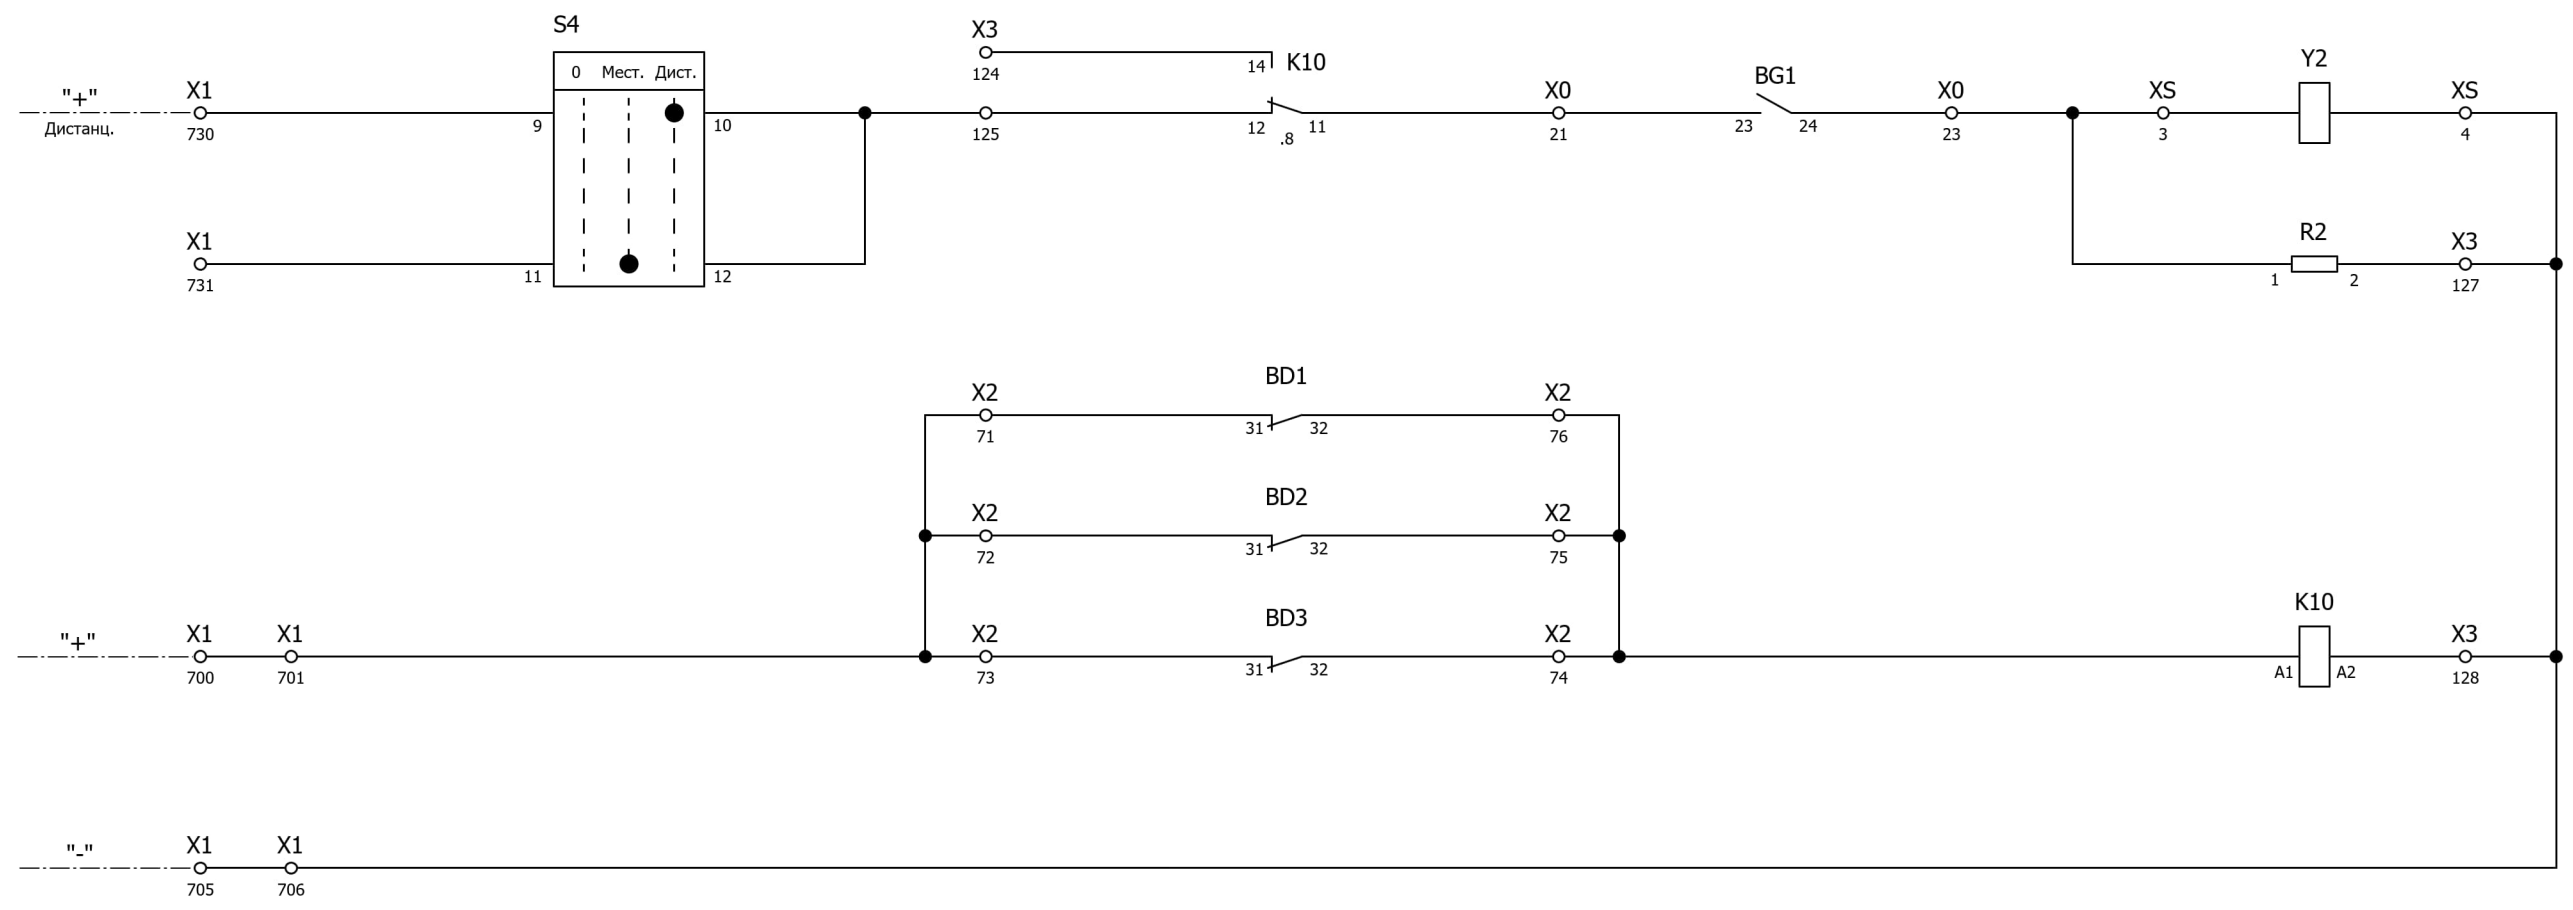 S4
0 Мест. Дист.
"+"
Дистанц.
X1
730
9
10
X3
124
14
K10
125
12
11
.8
X0
21
BG1
23
24
X0
23
XS
3
Y2
XS
4
X1
731
11
12
R2
1
2
X3
127
X2
71
BD1
31
32
X2
76
X2
72
BD2
31
32
X2
75
"+"
X1
700
X1
701
X2
73
BD3
31
32
X2
74
K10
A1
A2
X3
128
"-"
X1
705
X1
706